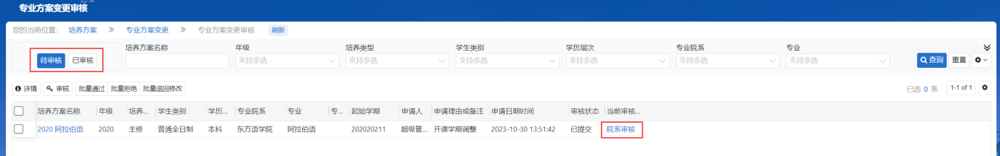 专业方案变更审核
您的当前位置： 培养方案 » 专业方案变更 » 专业方案变更审核 刷新
待审核 已审核 培养方案名称 年级 支持多选 培养类型 支持多选 学生类别 支持多选 学历层次 支持多选 专业院系 支持多选 专业 支持多选 查询 重置
详情 审核 批量通过 批量拒绝 批量退回修改 已选 0 条 1-1 of 1
培养方案名称 年级 培养... 学生类别 学历... 专业院系 专业 专... 起始学期 申请人 申请理由或备注 申请日期时间 审核状态 当前审核...
2020 阿拉伯语 2020 主修 普通全日制 本科 东方语学院 阿拉伯语 202020211 超级管... 开课学期调整 2023-10-30 13:51:42 已提交 院系审核